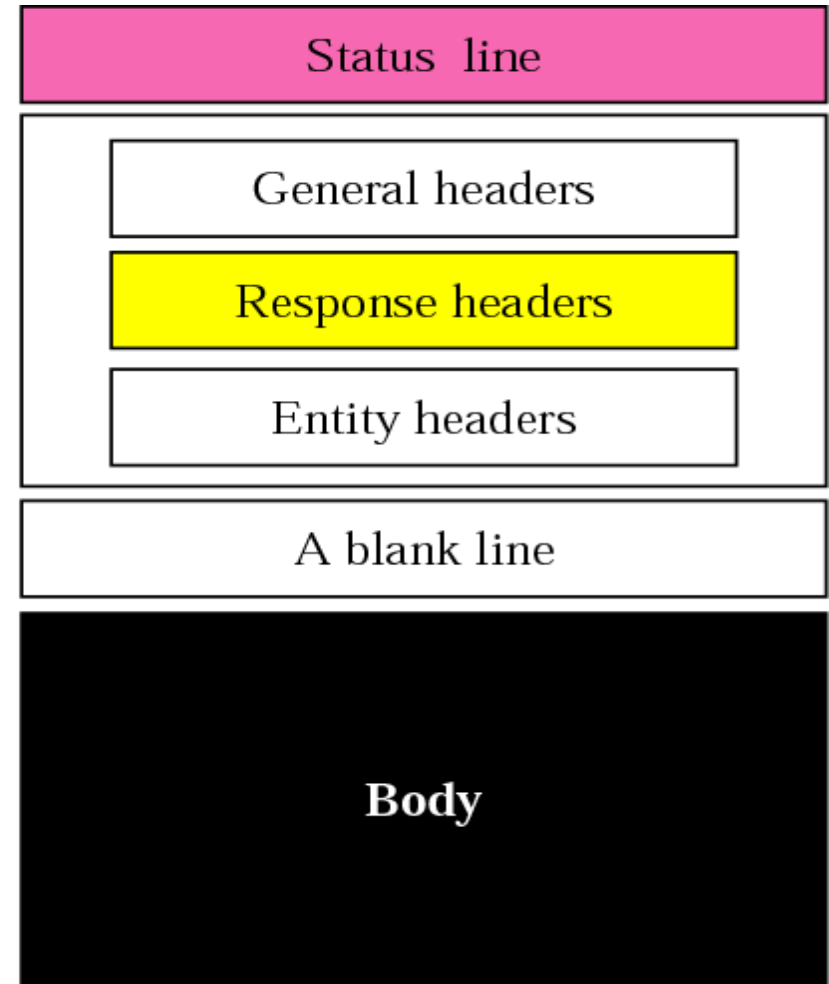 Status line
General headers
Response headers
Entity headers
A blank line
Body